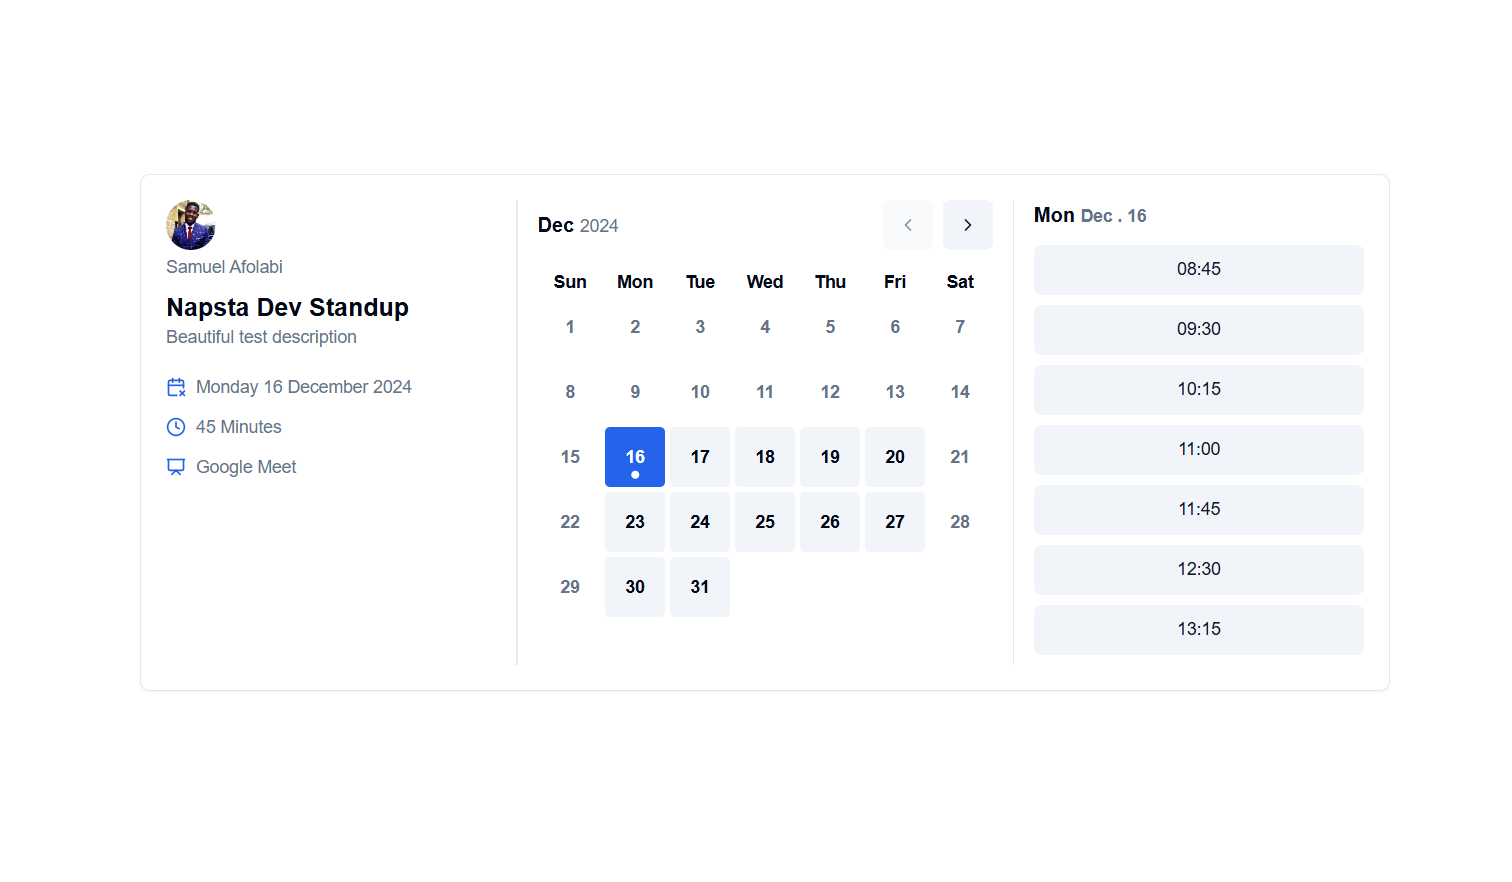 Samuel Afolabi
Napsta Dev Standup
Beautiful test description
Monday 16 December 2024
45 Minutes
Google Meet
Dec 2024
Sun Mon Tue Wed Thu Fri Sat
1 2 3 4 5 6 7
8 9 10 11 12 13 14
15 16 17 18 19 20 21
22 23 24 25 26 27 28
29 30 31
Mon Dec . 16
08:45
09:30
10:15
11:00
11:45
12:30
13:15